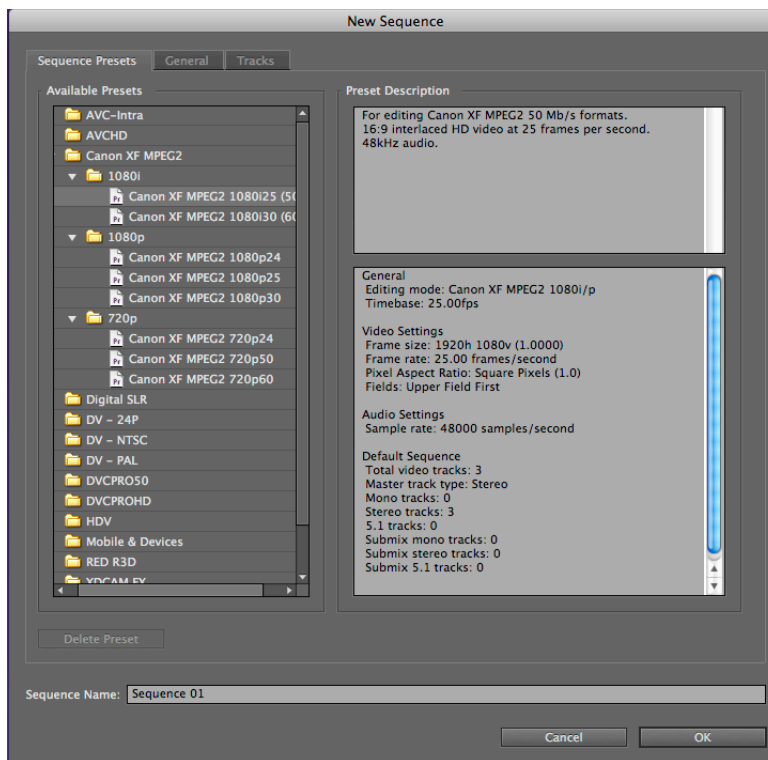 New Sequence
Sequence Presets
General
Tracks
Available Presets
AVC-Intra
AVCHD
Canon XF MPEG2
1080i
Canon XF MPEG2 1080i25 (50
Canon XF MPEG2 1080i30 (60
1080p
Canon XF MPEG2 1080p24
Canon XF MPEG2 1080p25
Canon XF MPEG2 1080p30
720p
Canon XF MPEG2 720p24
Canon XF MPEG2 720p50
Canon XF MPEG2 720p60
Digital SLR
DV - 24P
DV - NTSC
DV - PAL
DVCPRO50
DVCPROHD
HDV
Mobile & Devices
RED R3D
XDCAM EX
Preset Description
For editing Canon XF MPEG2 50 Mb/s formats.
16:9 interlaced HD video at 25 frames per second.
48kHz audio.
General
Editing mode: Canon XF MPEG2 1080i/p
Timebase: 25.00fps
Video Settings
Frame size: 1920h 1080v (1.0000)
Frame rate: 25.00 frames/second
Pixel Aspect Ratio: Square Pixels (1.0)
Fields: Upper Field First
Audio Settings
Sample rate: 48000 samples/second
Default Sequence
Total video tracks: 3
Master track type: Stereo
Mono tracks: 0
Stereo tracks: 3
5.1 tracks: 0
Submix mono tracks: 0
Submix stereo tracks: 0
Submix 5.1 tracks: 0
Delete Preset
Sequence Name: Sequence 01
Cancel
OK